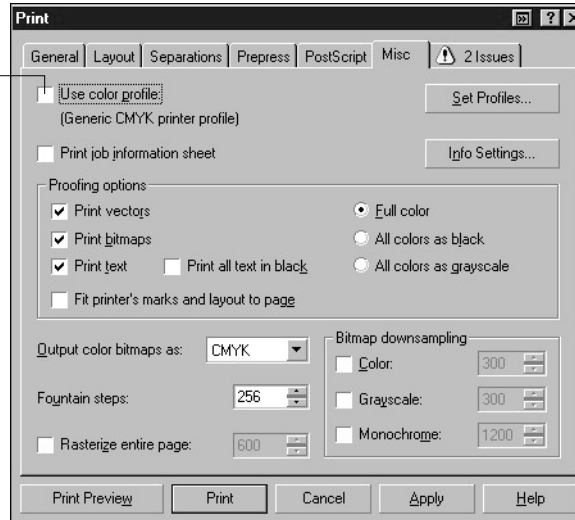 Print
General Layout Separations Prepress PostScript Misc 2 Issues
Use color profile: Set Profiles...
(Generic CMYK printer profile)
Print job information sheet Info Settings...
Proofing options
Print vectors Full color
Print bitmaps All colors as black
Print text Print all text in black All colors as grayscale
Fit printer's marks and layout to page
Output color bitmaps as: CMYK Bitmap downsampling
Color: 300
Fountain steps: 256 Grayscale: 300
Rasterize entire page: 600 Monochrome: 1200
Print Preview Print Cancel Apply Help